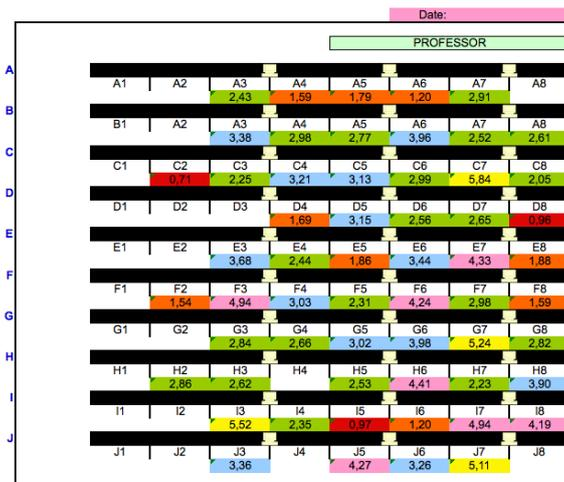 Date:
PROFESSOR
A
A1 A2 A3 A4 A5 A6 A7 A8
2,43 1,59 1,79 1,20 2,91
B
B1 A2 A3 A4 A5 A6 A7 A8
3,38 2,98 2,77 3,96 2,52 2,61
C
C1 C2 C3 C4 C5 C6 C7 C8
0,71 2,25 3,21 3,13 2,99 5,84 2,05
D
D1 D2 D3 D4 D5 D6 D7 D8
1,69 3,15 2,56 2,65 0,96
E
E1 E2 E3 E4 E5 E6 E7 E8
3,68 2,44 1,86 3,44 4,33 1,88
F
F1 F2 F3 F4 F5 F6 F7 F8
1,54 4,94 3,03 2,31 4,24 2,98 1,59
G
G1 G2 G3 G4 G5 G6 G7 G8
2,84 2,66 3,02 3,98 5,24 2,82
H
H1 H2 H3 H4 H5 H6 H7 H8
2,86 2,62 2,53 4,41 2,23 3,90
I
I1 I2 I3 I4 I5 I6 I7 I8
5,52 2,35 0,97 1,20 4,94 4,19
J
J1 J2 J3 J4 J5 J6 J7 J8
3,36 4,27 3,26 5,11